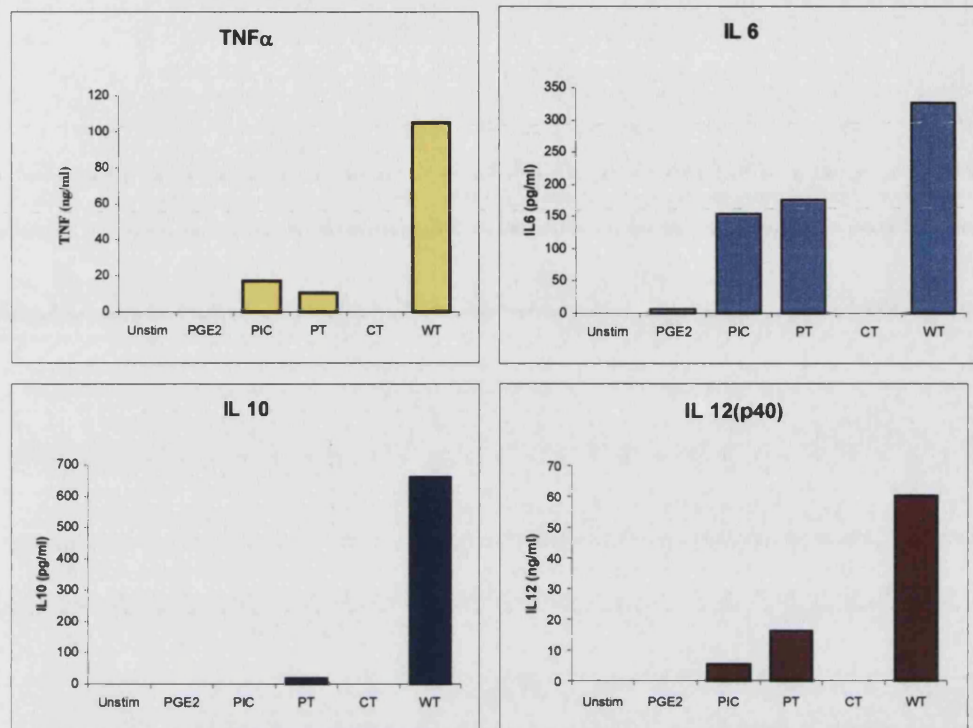 TNFα
120
100
80
60
40
20
0
TNF (ng/ml)
Unstim PGE2 PIC PT CT WT
IL 6
350
300
250
200
150
100
50
0
IL6 (pg/ml)
Unstim PGE2 PIC PT CT WT
IL 10
700
600
500
400
300
200
100
0
IL10 (pg/ml)
Unstim PGE2 PIC PT CT WT
IL 12(p40)
70
60
50
40
30
20
10
0
IL12 (ng/ml)
Unstim PGE2 PIC PT CT WT